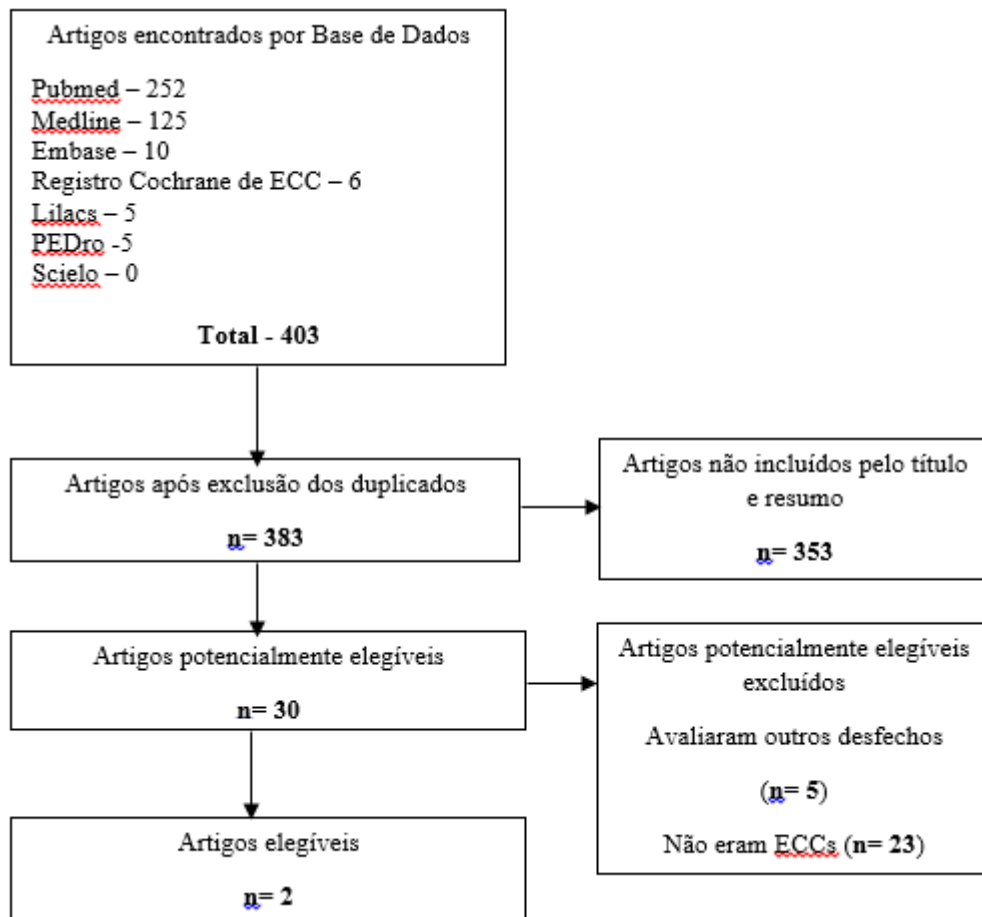 Artigos encontrados por Base de Dados
Pubmed – 252
Medline – 125
Embase – 10
Registro Cochrane de ECC – 6
Lilacs – 5
PEDro -5
Scielo – 0
Total - 403
Artigos após exclusão dos duplicados
n= 383
Artigos não incluídos pelo título
e resumo
n= 353
Artigos potencialmente elegíveis
n= 30
Artigos potencialmente elegíveis
excluídos
Avaliaram outros desfechos
(n= 5)
Não eram ECCs (n= 23)
Artigos elegíveis
n= 2